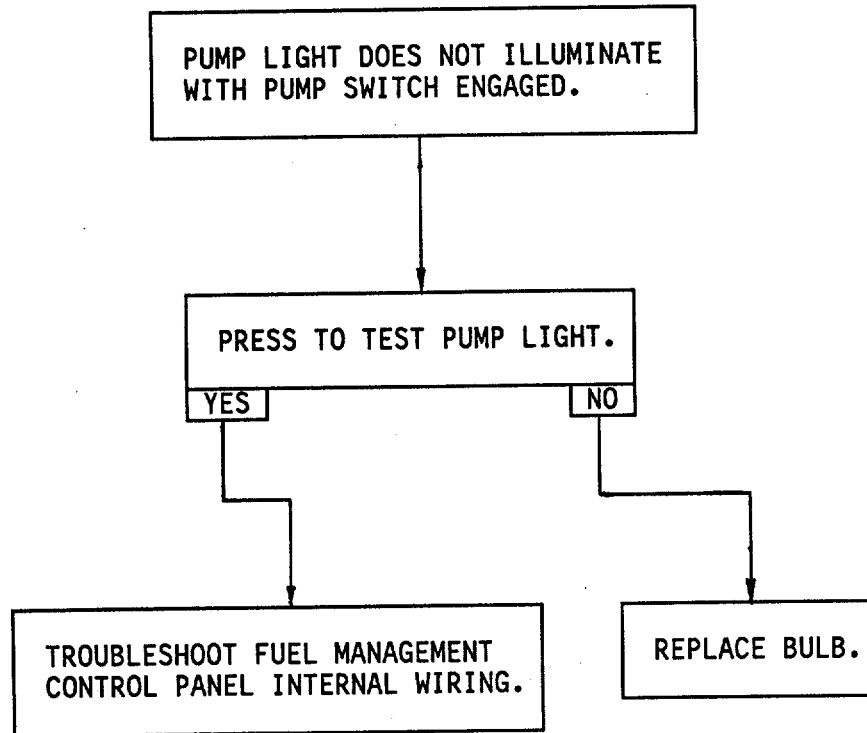 PUMP LIGHT DOES NOT ILLUMINATE
WITH PUMP SWITCH ENGAGED.
PRESS TO TEST PUMP LIGHT.
YES
NO
TROUBLESHOOT FUEL MANAGEMENT
CONTROL PANEL INTERNAL WIRING.
REPLACE BULB.